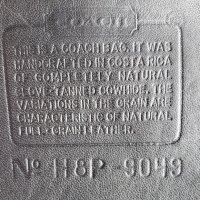 COACH
THIS IS A COACH BAG. IT WAS
HANDCRAFTED IN COSTA RICA
OF COMPLETELY NATURAL
GLOVE TANNED COWHIDE. THE
VARIATIONS IN THE GRAIN ARE
CHARACTERISTIC OF NATURAL
FULL-GRAIN LEATHER.
Nº H8P-9049